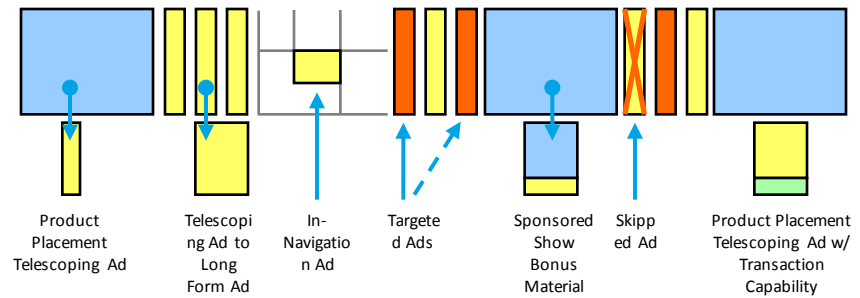 Product
Placement
Telescoping Ad
Telescopi
ng Ad to
Long
Form Ad
In-
Navigatio
n Ad
Targete
d Ads
Sponsored
Show
Bonus
Material
Skipp
ed Ad
Product Placement
Telescoping Ad w/
Transaction
Capability